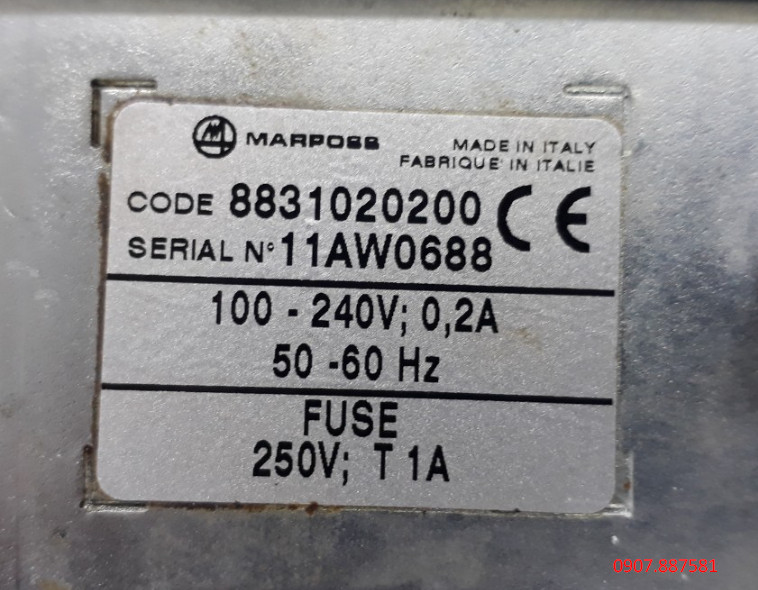 MARPOSS
MADE IN ITALY
FABRIQUE' IN ITALIE
CODE 8831020200 CE
SERIAL N° 11AW0688
100 - 240V; 0,2A
50 -60 Hz
FUSE
250V; T 1A
0907.887581